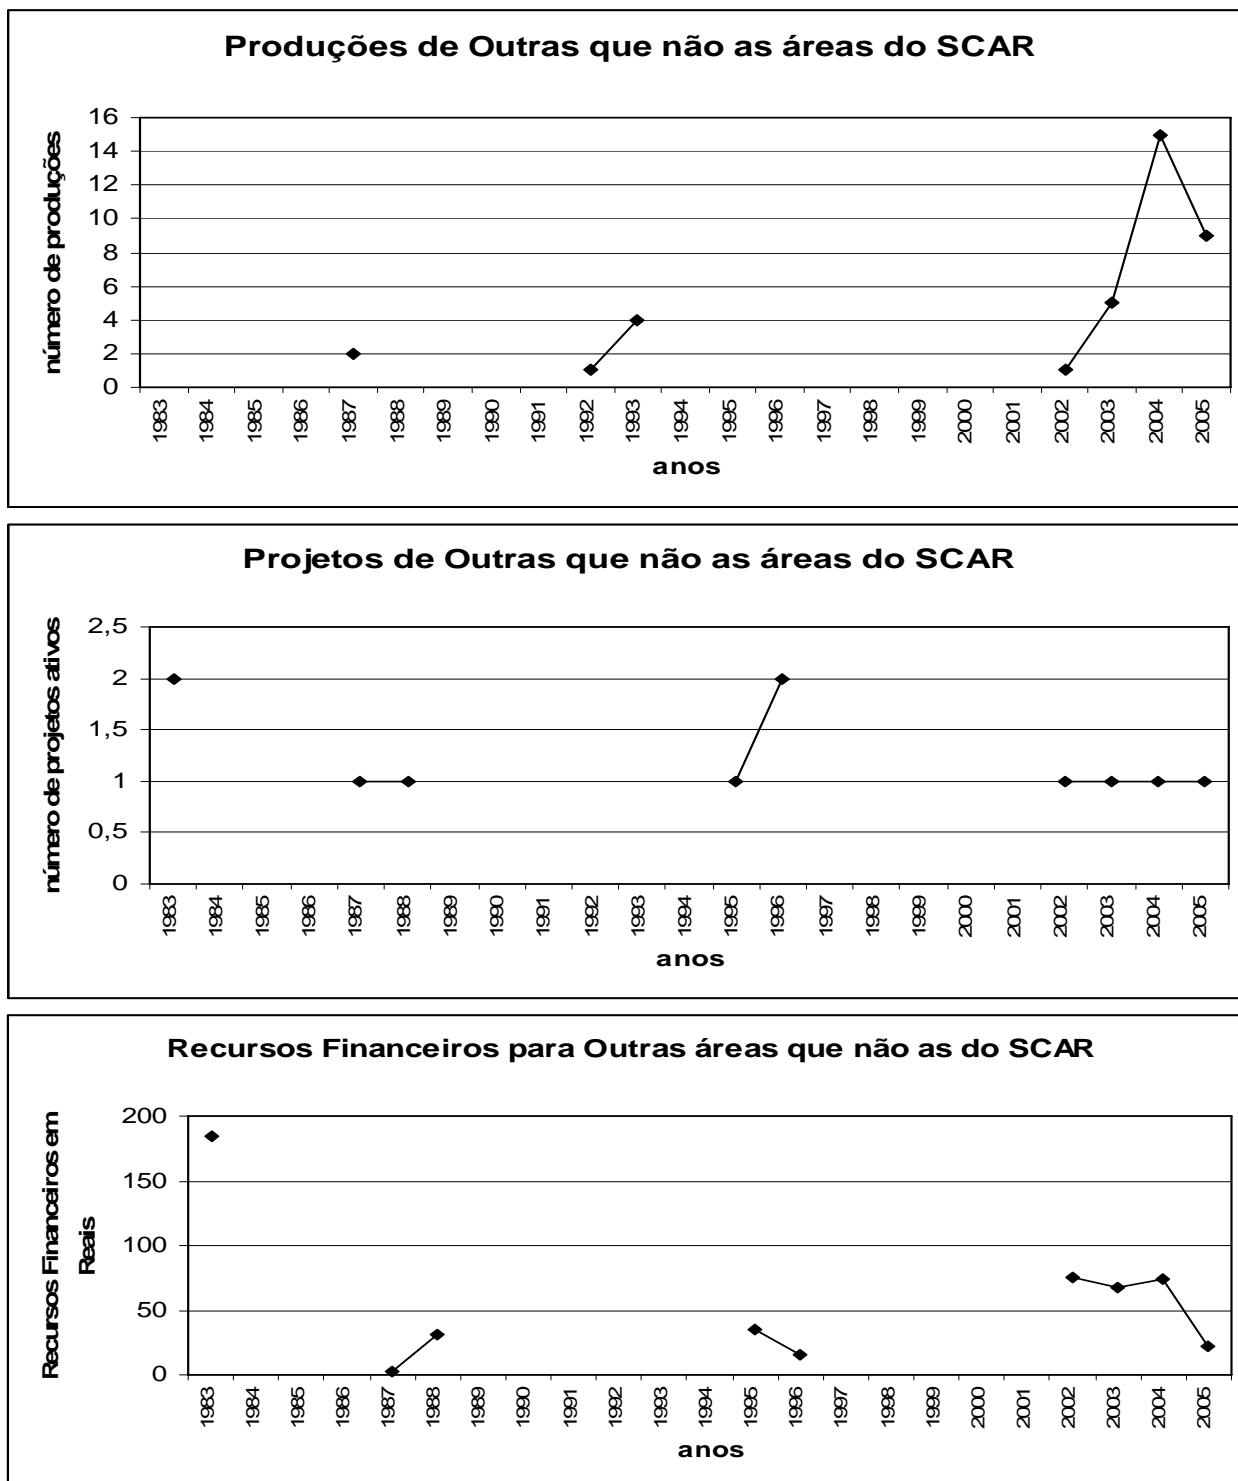 Produções de Outras que não as áreas do SCAR
número de produções
16
14
12
10
8
6
4
2
0
1983 1984 1985 1986 1987 1988 1989 1990 1991 1992 1993 1994 1995 1996 1997 1998 1999 2000 2001 2002 2003 2004 2005
anos
Projetos de Outras que não as áreas do SCAR
número de projetos ativos
2,5
2
1,5
1
0,5
0
1983 1984 1985 1986 1987 1988 1989 1990 1991 1992 1993 1994 1995 1996 1997 1998 1999 2000 2001 2002 2003 2004 2005
anos
Recursos Financeiros para Outras áreas que não as do SCAR
Recursos Financeiros em
Reais
200
150
100
50
0
1983 1984 1985 1986 1987 1988 1989 1990 1991 1992 1993 1994 1995 1996 1997 1998 1999 2000 2001 2002 2003 2004 2005
anos